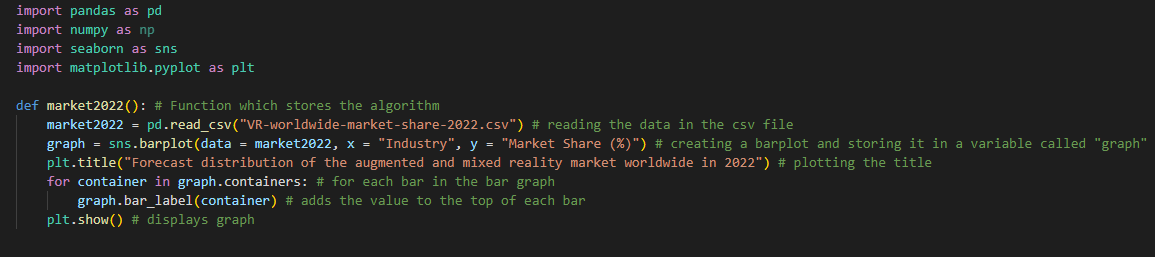 import pandas as pd
import numpy as np
import seaborn as sns
import matplotlib.pyplot as plt
def market2022(): # Function which stores the algorithm
market2022 = pd.read_csv("VR-worldwide-market-share-2022.csv") # reading the data in the csv file
graph = sns.barplot(data = market2022, x = "Industry", y = "Market Share (%)") # creating a barplot and storing it in a variable called "graph"
plt.title("Forecast distribution of the augmented and mixed reality market worldwide in 2022") # plotting the title
for container in graph.containers: # for each bar in the bar graph
graph.bar_label(container) # adds the value to the top of each bar
plt.show() # displays graph